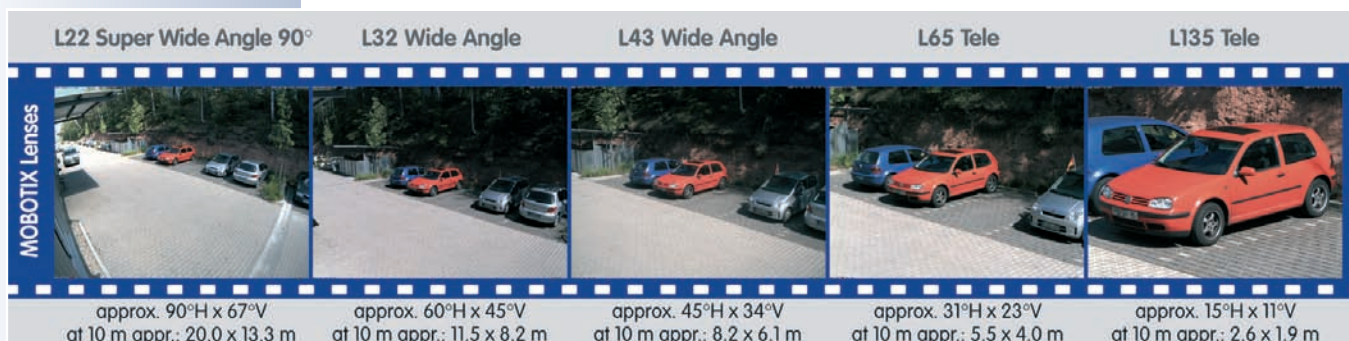 L22 Super Wide Angle 90° L32 Wide Angle L43 Wide Angle L65 Tele L135 Tele
MOBOTIX Lenses
approx. 90°H x 67°V approx. 60°H x 45°V approx. 45°H x 34°V approx. 31°H x 23°V approx. 15°H x 11°V
at 10 m appr.: 20.0 x 13.3 m at 10 m appr.: 11.5 x 8.2 m at 10 m appr.: 8.2 x 6.1 m at 10 m appr.: 5.5 x 4.0 m at 10 m appr.: 2.6 x 1.9 m